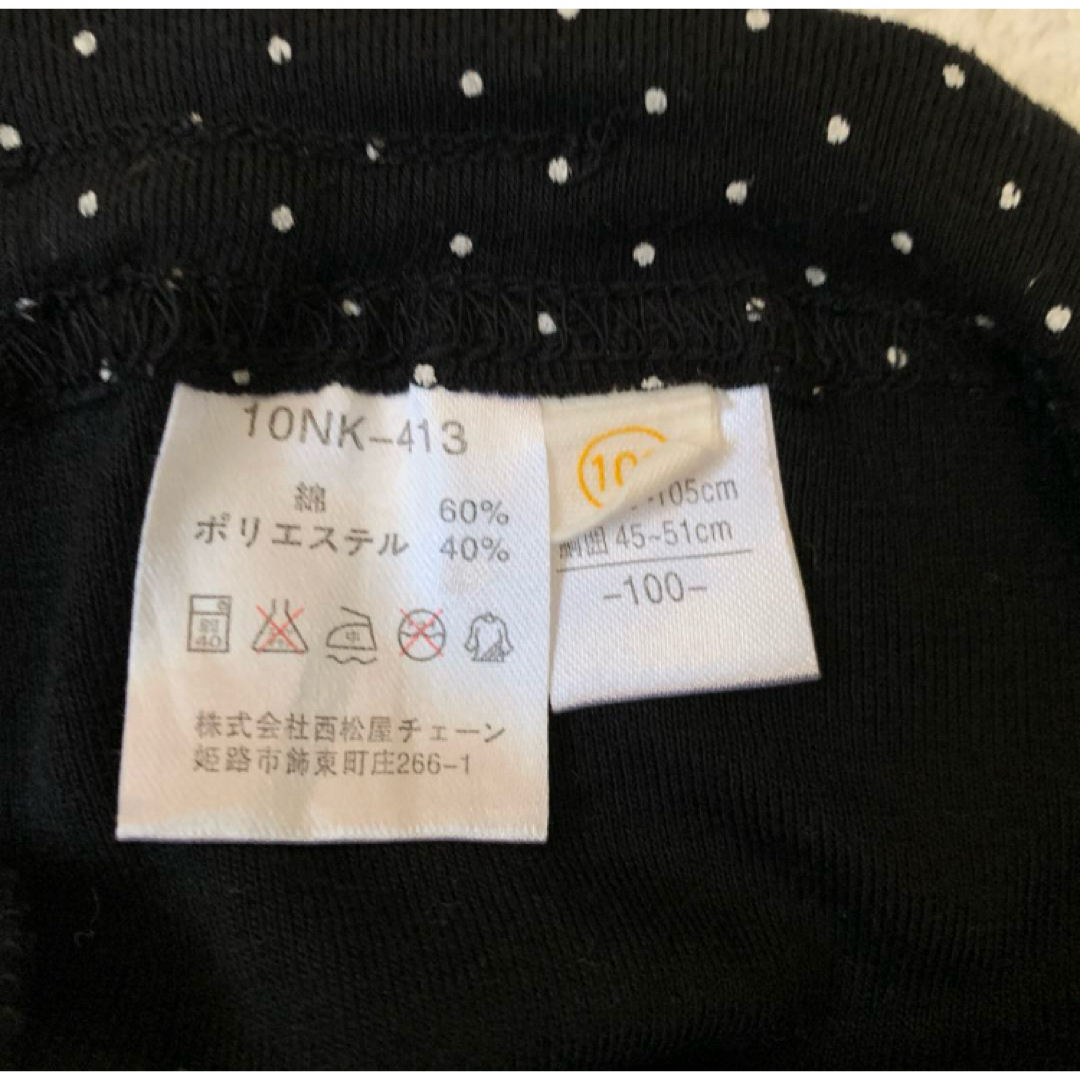 10NK-413
綿 60%
ポリエステル 40%
40
中
株式会社西松屋チェーン
姫路市飾東町庄266-1
105cm
胴囲 45~51cm
-100-